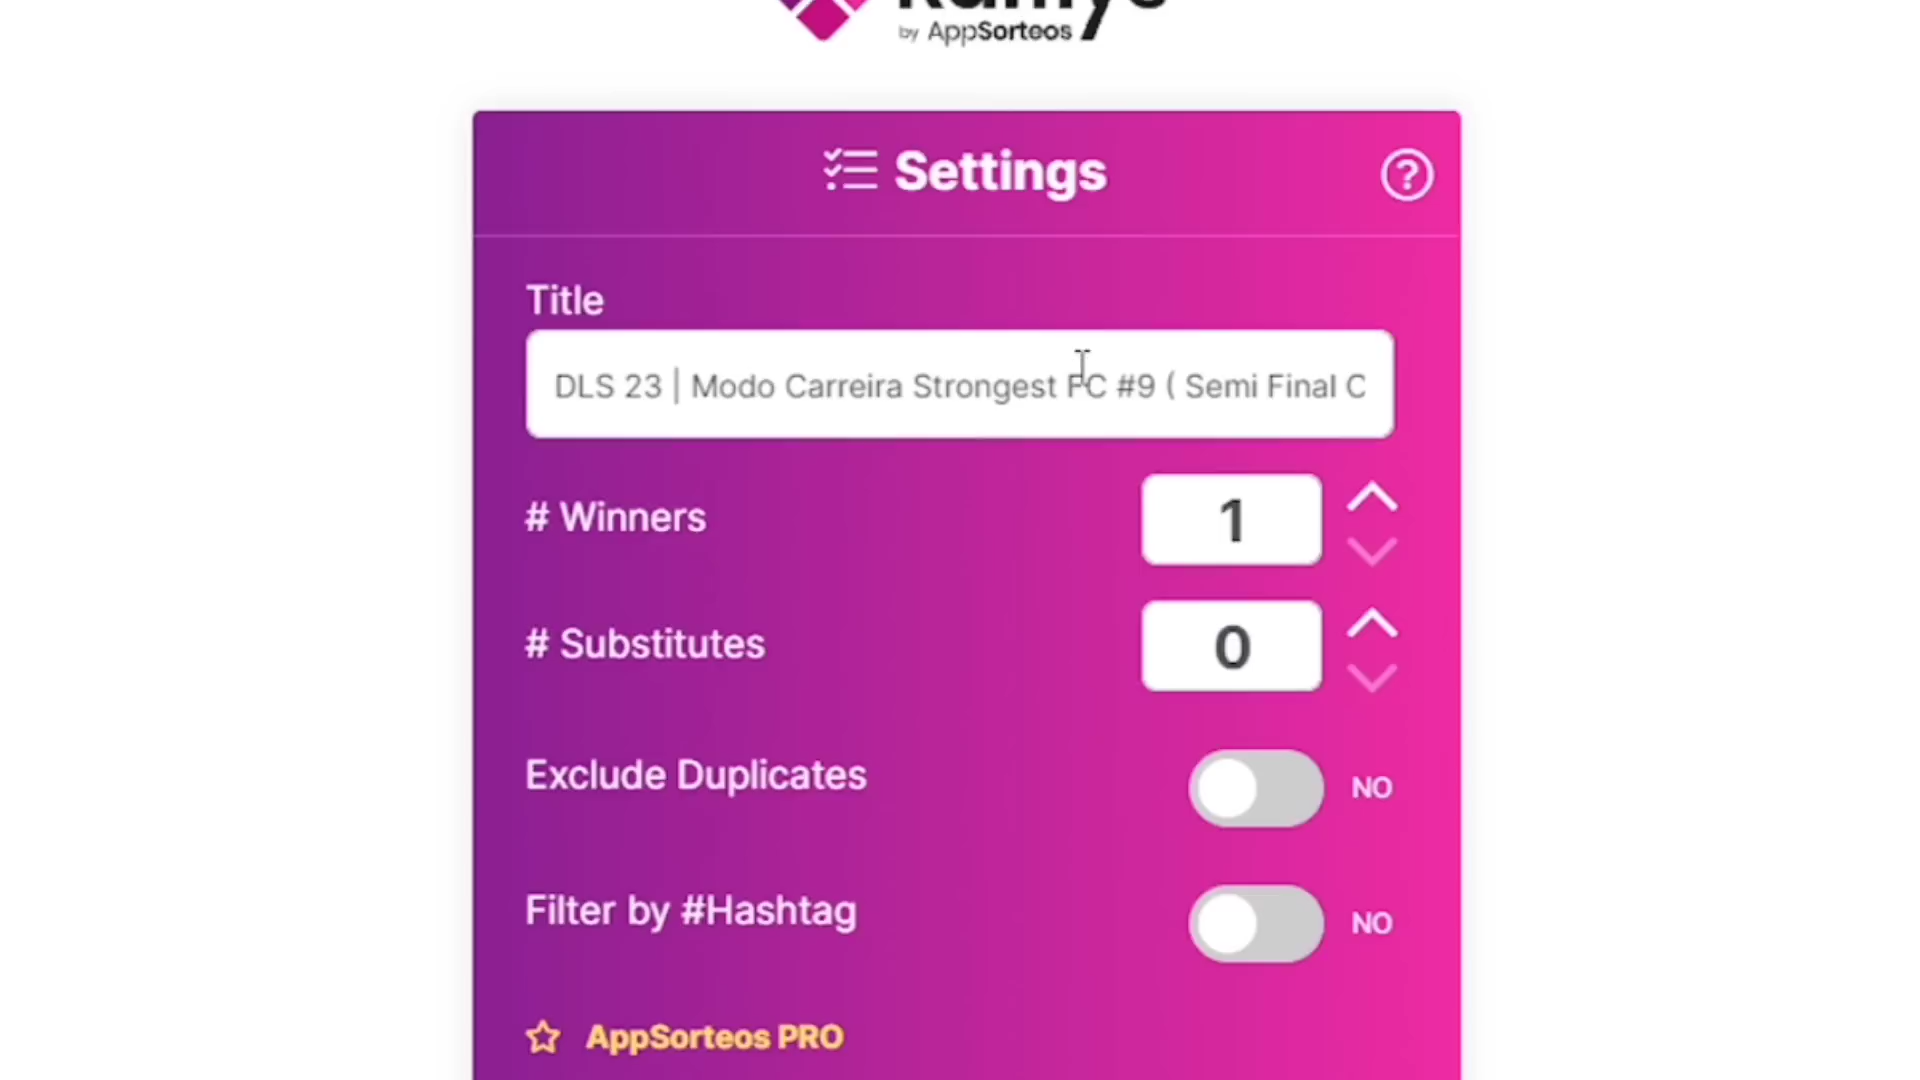 by AppSorteos
Settings
Title
DLS 23 | Modo Carreira Strongest FC #9 ( Semi Final C
# Winners
1
# Substitutes
0
Exclude Duplicates
NO
Filter by #Hashtag
NO
AppSorteos PRO